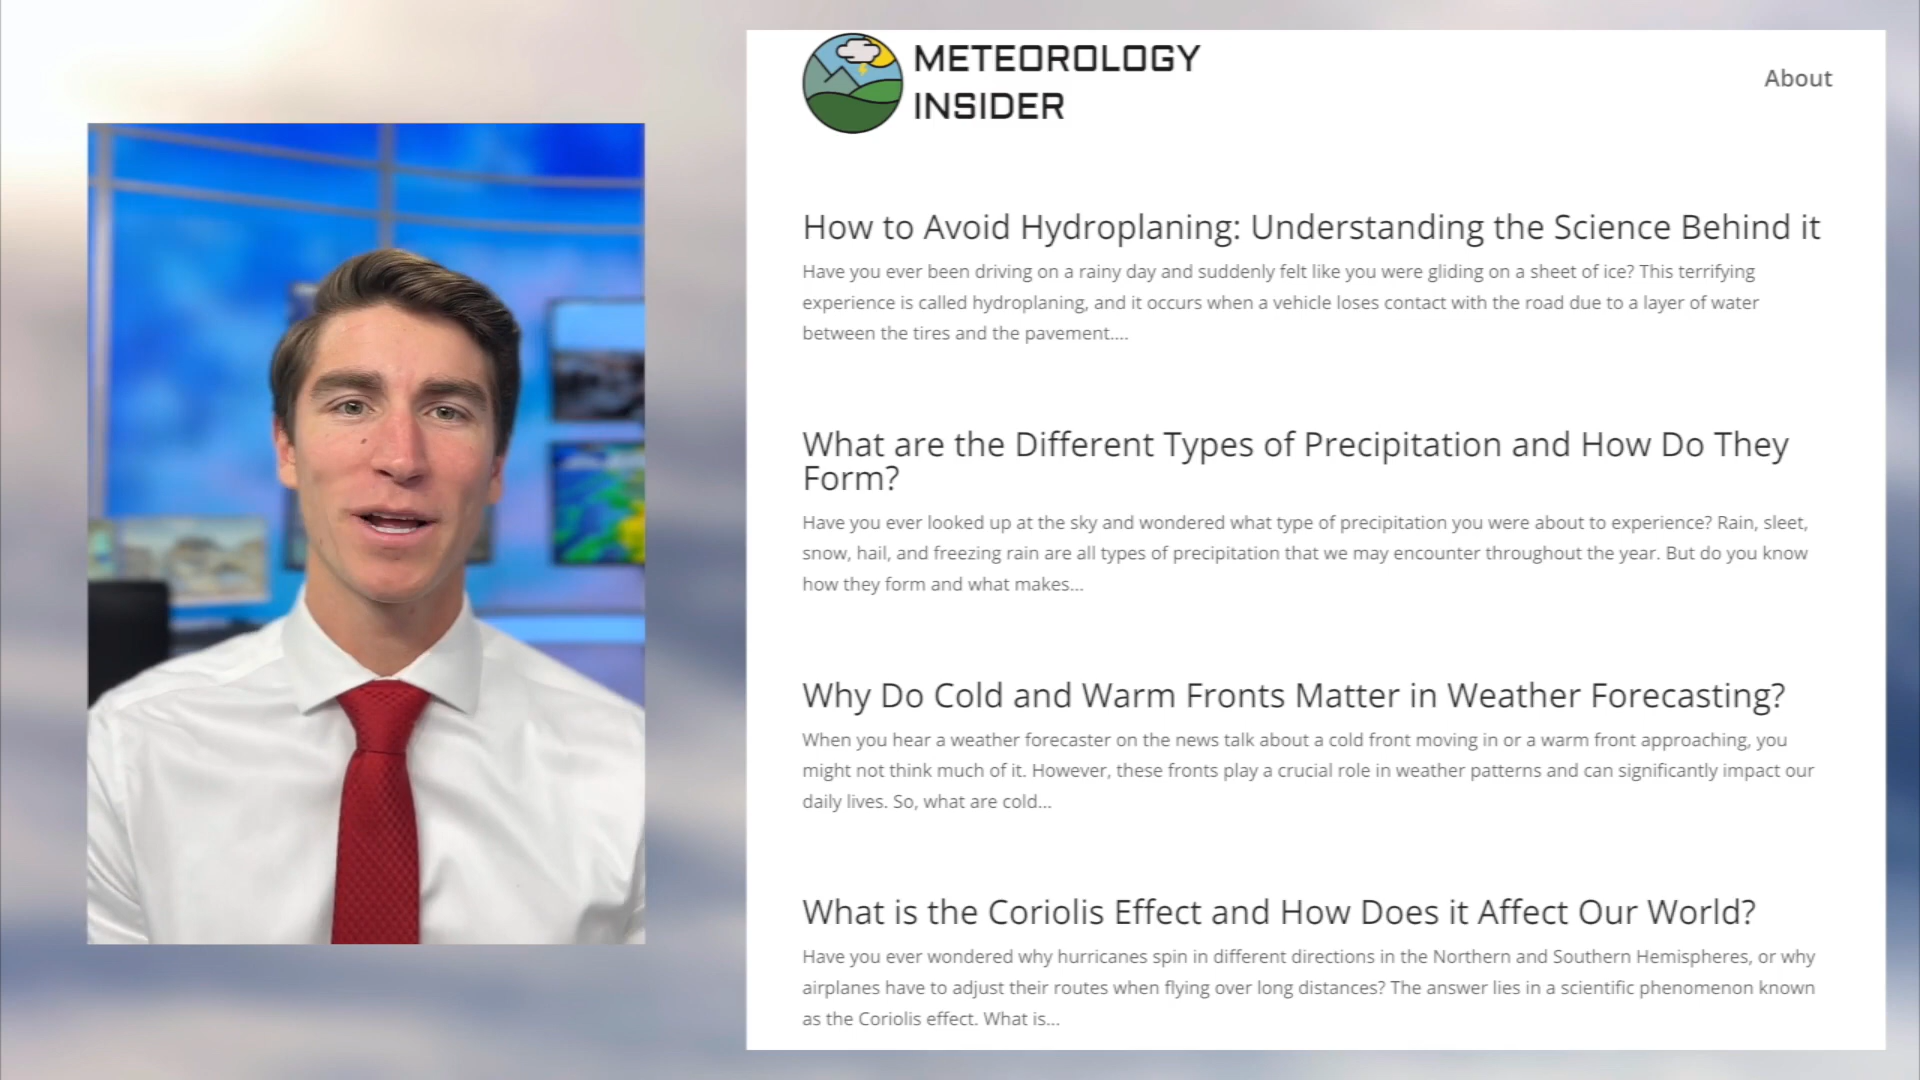 METEOROLOGY
INSIDER
About
How to Avoid Hydroplaning: Understanding the Science Behind it
Have you ever been driving on a rainy day and suddenly felt like you were gliding on a sheet of ice? This terrifying
experience is called hydroplaning, and it occurs when a vehicle loses contact with the road due to a layer of water
between the tires and the pavement....
What are the Different Types of Precipitation and How Do They
Form?
Have you ever looked up at the sky and wondered what type of precipitation you were about to experience? Rain, sleet,
snow, hail, and freezing rain are all types of precipitation that we may encounter throughout the year. But do you know
how they form and what makes...
Why Do Cold and Warm Fronts Matter in Weather Forecasting?
When you hear a weather forecaster on the news talk about a cold front moving in or a warm front approaching, you
might not think much of it. However, these fronts play a crucial role in weather patterns and can significantly impact our
daily lives. So, what are cold...
What is the Coriolis Effect and How Does it Affect Our World?
Have you ever wondered why hurricanes spin in different directions in the Northern and Southern Hemispheres, or why
airplanes have to adjust their routes when flying over long distances? The answer lies in a scientific phenomenon known
as the Coriolis effect. What is...